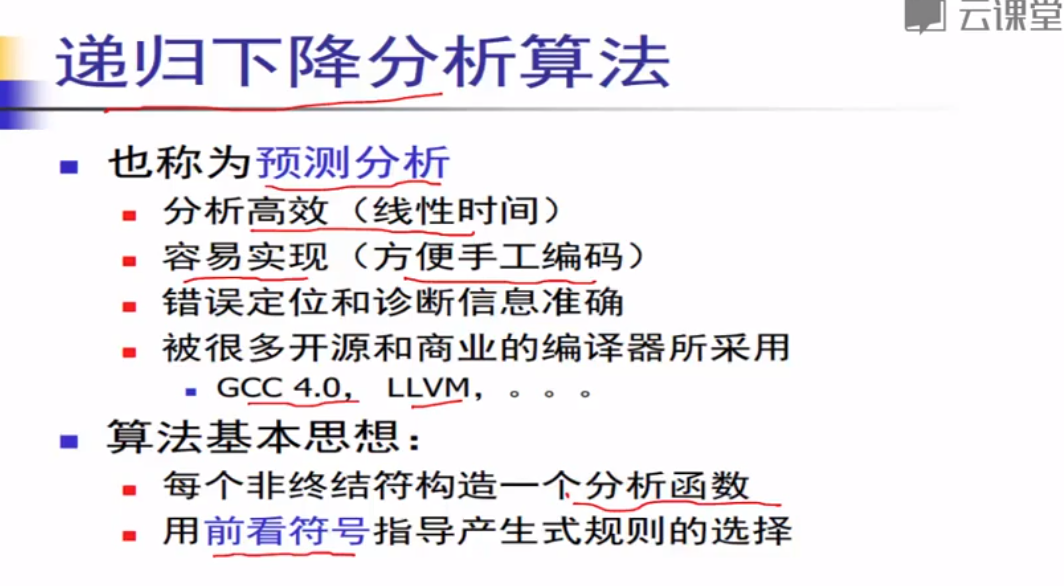 云课堂
递归下降分析算法
也称为预测分析
分析高效（线性时间）
容易实现（方便手工编码）
错误定位和诊断信息准确
被很多开源和商业的编译器所采用
GCC 4.0， LLVM，。。。
算法基本思想：
每个非终结符构造一个分析函数
用前看符号指导产生式规则的选择